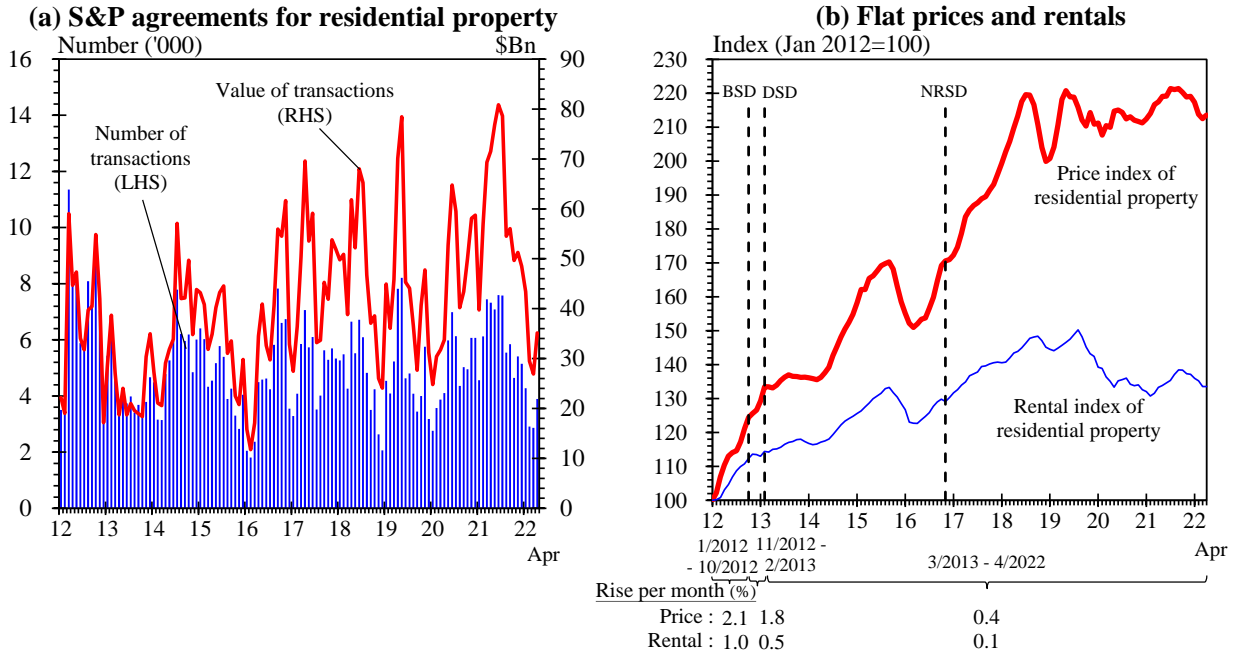 (a) S&P agreements for residential property
Number ('000)
$Bn
16
14
12
10
8
6
4
2
0
90
80
70
60
50
40
30
20
10
0
Value of transactions
(RHS)
Number of
transactions
(LHS)
12 13 14 15 16 17 18 19 20 21 22
Apr
(b) Flat prices and rentals
Index (Jan 2012=100)
230
220
210
200
190
180
170
160
150
140
130
120
110
100
BSD
DSD
NRSD
Price index of
residential property
Rental index of
residential property
12 13 14 15 16 17 18 19 20 21 22
Apr
1/2012
- 10/2012
11/2012 -
2/2013
3/2013 - 4/2022
Rise per month (%)
Price : 2.1 1.8 0.4
Rental : 1.0 0.5 0.1